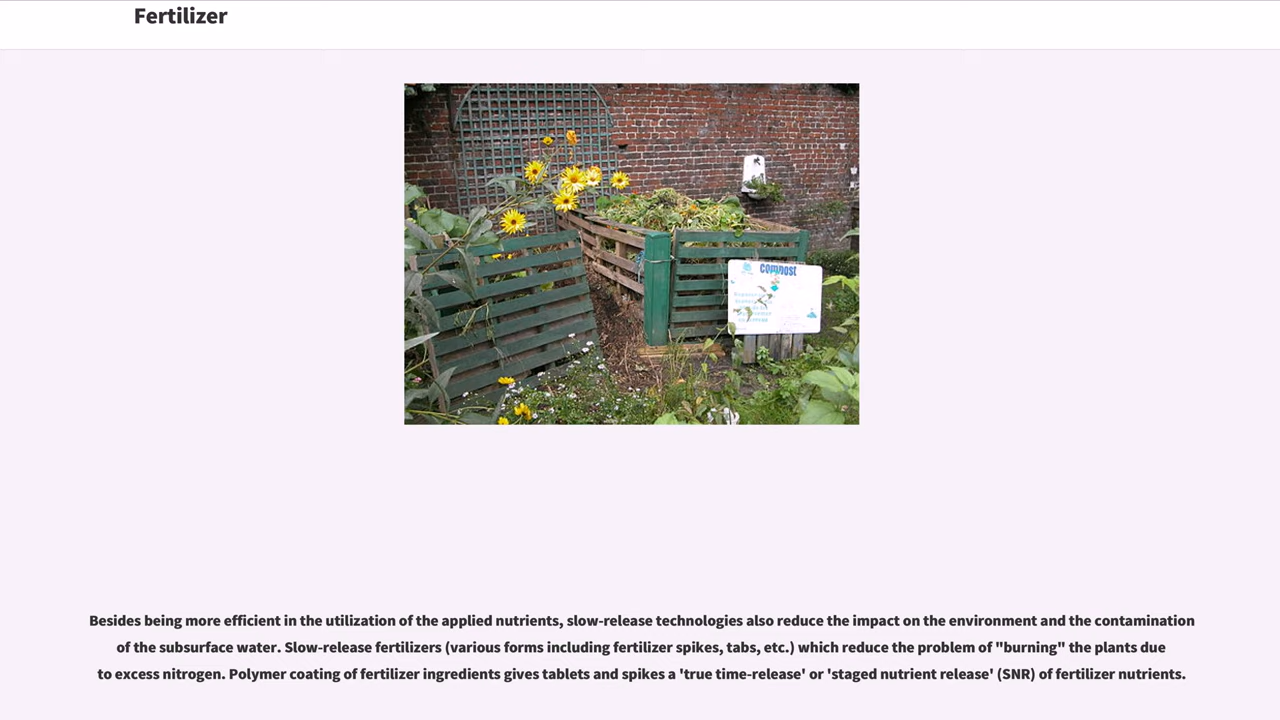 Fertilizer
compost
Besides being more efficient in the utilization of the applied nutrients, slow-release technologies also reduce the impact on the environment and the contamination
of the subsurface water. Slow-release fertilizers (various forms including fertilizer spikes, tabs, etc.) which reduce the problem of "burning" the plants due
to excess nitrogen. Polymer coating of fertilizer ingredients gives tablets and spikes a 'true time-release' or 'staged nutrient release' (SNR) of fertilizer nutrients.